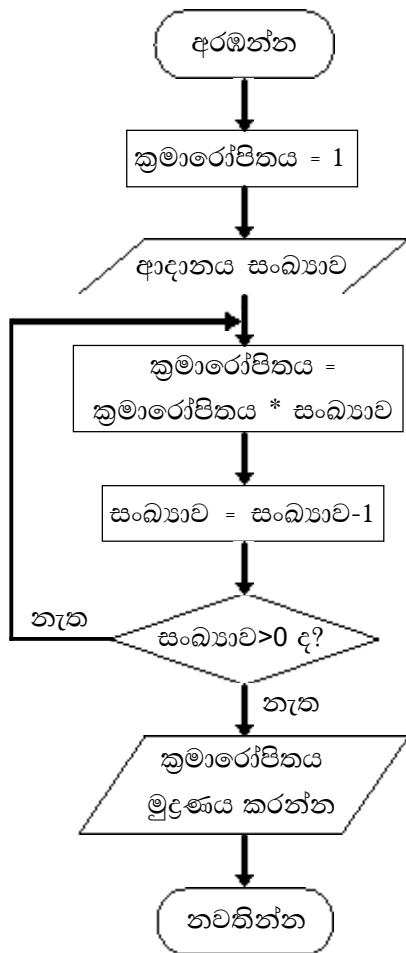 අරඹන්න
ක්‍රමාරෝපිතය = 1
ආදානය සංඛ්‍යාව
ක්‍රමාරෝපිතය =
ක්‍රමාරෝපිතය * සංඛ්‍යාව
සංඛ්‍යාව = සංඛ්‍යාව-1
නැත
සංඛ්‍යාව>0 ද?
නැත
ක්‍රමාරෝපිතය
මුද්‍රණය කරන්න
නවතින්න